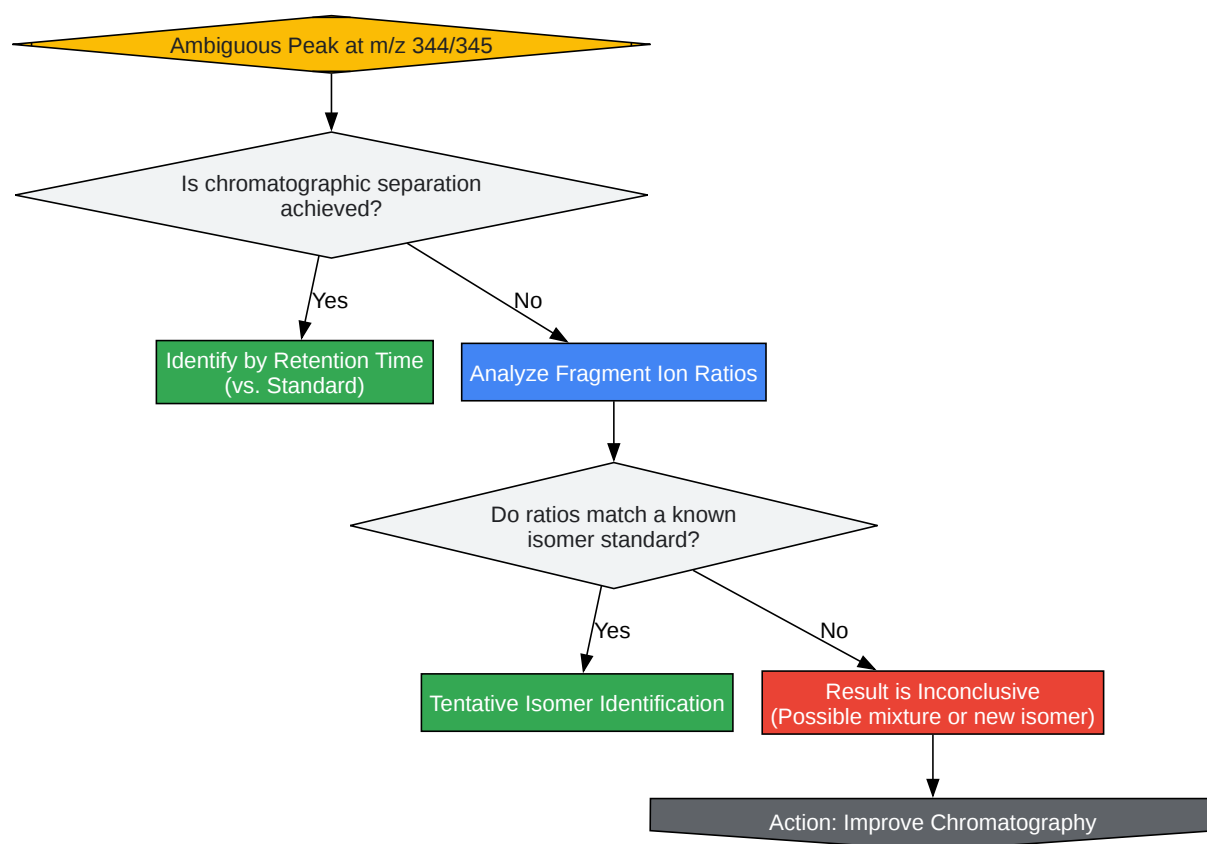 Ambiguous Peak at m/z 344/345
Is chromatographic separation
achieved?
Yes
No
Identify by Retention Time
(vs. Standard)
Analyze Fragment Ion Ratios
Do ratios match a known
isomer standard?
Yes
No
Tentative Isomer Identification
Result is Inconclusive
(Possible mixture or new isomer)
Action: Improve Chromatography